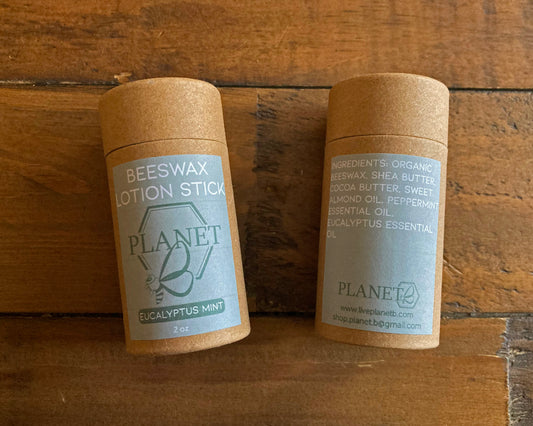 BEESWAX
LOTION STICK
PLANET
EUCALYPTUS MINT
2 oz
INGREDIENTS: ORGANIC
BEESWAX, SHEA BUTTER,
COCOA BUTTER, SWEET
ALMOND OIL, PEPPERMINT
ESSENTIAL OIL,
EUCALYPTUS ESSENTIAL
OIL
PLANET
www.liveplanetb.com
shop.planet.b@gmail.com